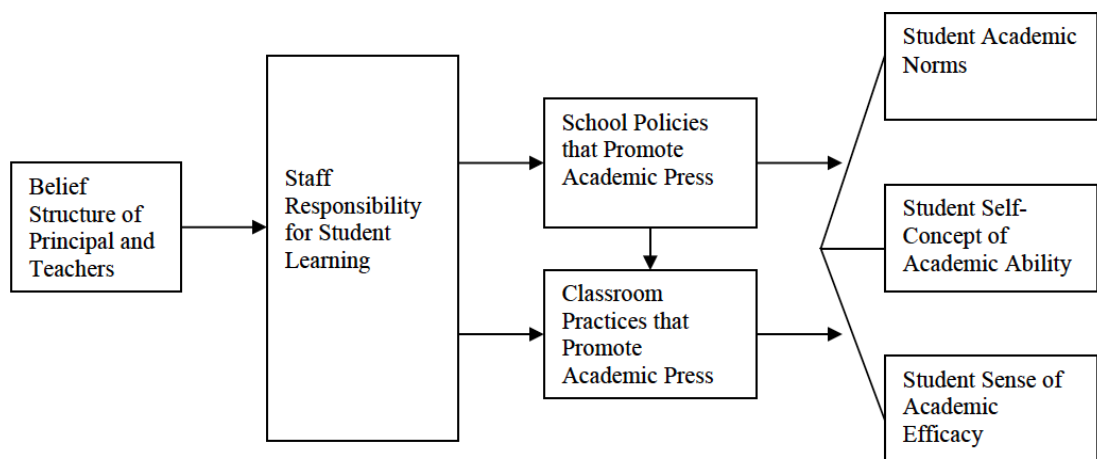 Belief
Structure of
Principal and
Teachers
Staff
Responsibility
for Student
Learning
School Policies
that Promote
Academic Press
Classroom
Practices that
Promote
Academic Press
Student Academic
Norms
Student Self-
Concept of
Academic Ability
Student Sense of
Academic
Efficacy